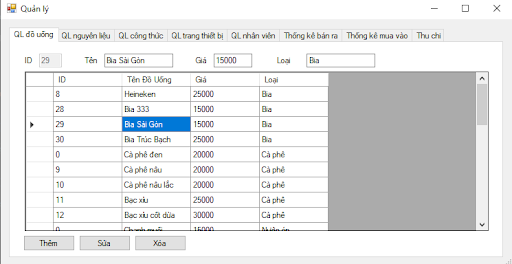 Quản lý
QL đồ uống QL nguyên liệu QL công thức QL trang thiết bị QL nhân viên Thống kê bán ra Thống kê mua vào Thu chi
ID 29 Tên Bia Sài Gòn Giá 15000 Loại Bia
ID Tên Đồ Uống Giá Loại
8 Heineken 25000 Bia
28 Bia 333 15000 Bia
29 Bia Sài Gòn 15000 Bia
30 Bia Trúc Bạch 25000 Bia
0 Cà phê đen 20000 Cà phê
9 Cà phê nâu 20000 Cà phê
10 Cà phê nâu lắc 20000 Cà phê
11 Bạc xỉu 25000 Cà phê
12 Bạc xỉu cốt dừa 30000 Cà phê
Chanh muối 15000
Thêm Sửa Xóa